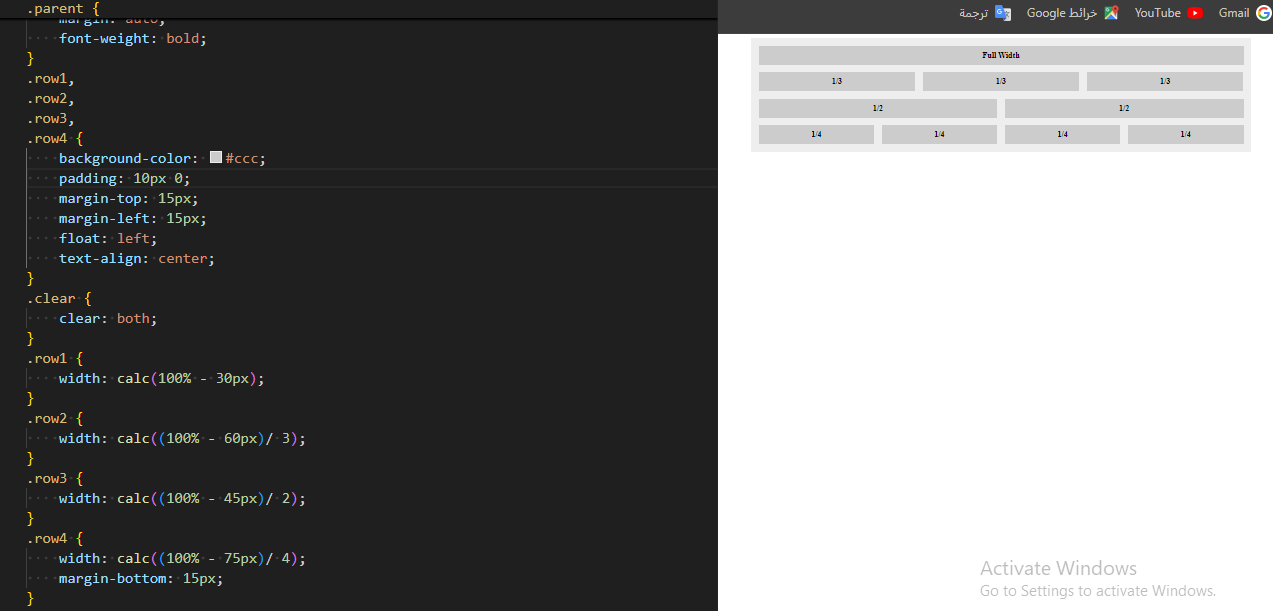 .parent {
margin: auto;
font-weight: bold;
}
.row1,
.row2,
.row3,
.row4 {
background-color: #ccc;
padding: 10px 0;
margin-top: 15px;
margin-left: 15px;
float: left;
text-align: center;
}
.clear {
clear: both;
}
.row1 {
width: calc(100% - 30px);
}
.row2 {
width: calc((100% - 60px)/ 3);
}
.row3 {
width: calc((100% - 45px)/ 2);
}
.row4 {
width: calc((100% - 75px)/ 4);
margin-bottom: 15px;
}
ترجمة خرائط Google YouTube Gmail
Full Width
1/3 1/3 1/3
1/2 1/2
1/4 1/4 1/4 1/4
Activate Windows
Go to Settings to activate Windows.